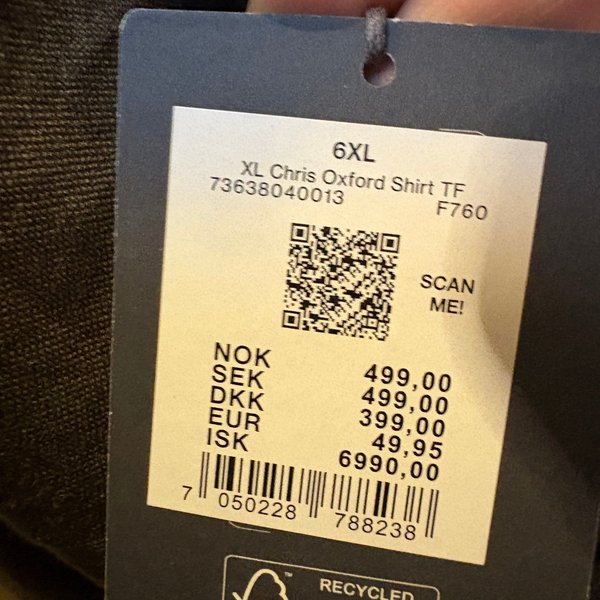 6XL
XL Chris Oxford Shirt TF
73638040013 F760
SCAN
ME!
NOK 499,00
SEK 499,00
DKK 399,00
EUR 49,95
ISK 6990,00
7 050228 788238
™
RECYCLED